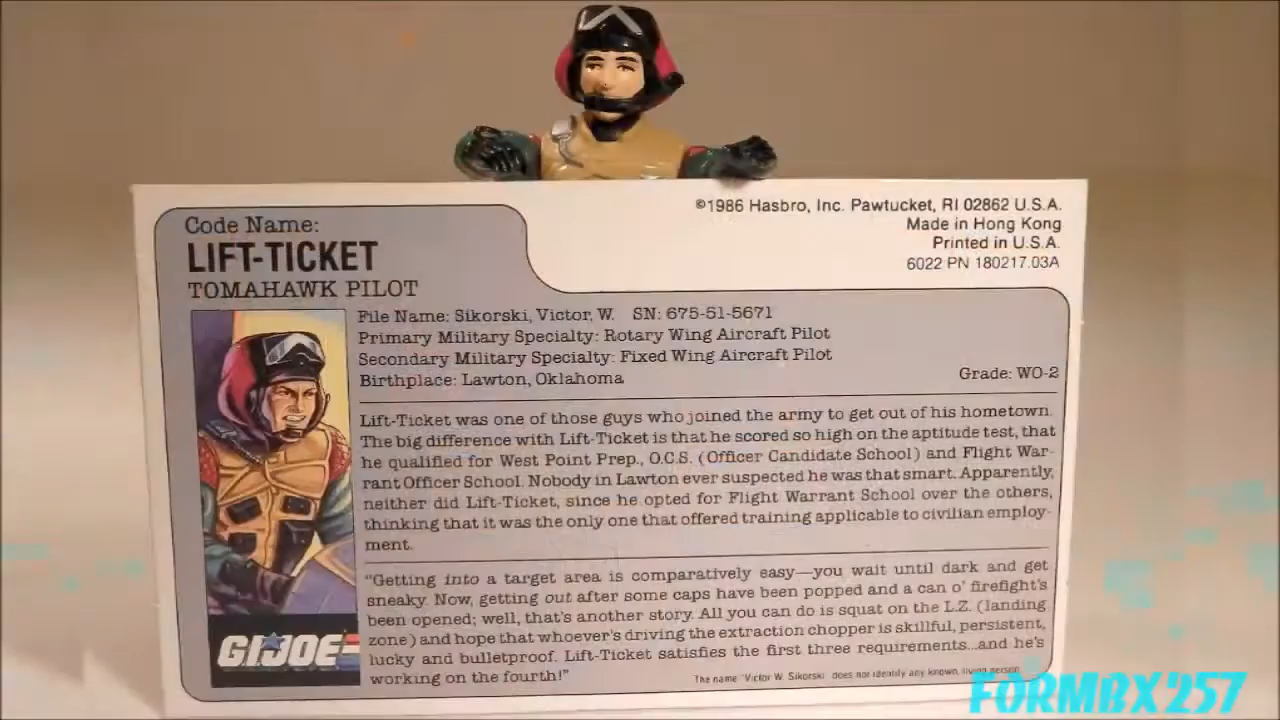 ©1986 Hasbro, Inc. Pawtucket, RI 02862 U.S.A.
Made in Hong Kong
Printed in U.S.A.
6022 PN 180217.03A
Code Name:
LIFT-TICKET
TOMAHAWK PILOT
File Name: Sikorski, Victor, W. SN: 675-51-5671
Primary Military Specialty: Rotary Wing Aircraft Pilot
Secondary Military Specialty: Fixed Wing Aircraft Pilot
Birthplace: Lawton, Oklahoma
Grade: WO-2
Lift-Ticket was one of those guys who joined the army to get out of his hometown.
The big difference with Lift-Ticket is that he scored so high on the aptitude test, that
he qualified for West Point Prep., O.C.S. (Officer Candidate School) and Flight War-
rant Officer School. Nobody in Lawton ever suspected he was that smart. Apparently,
neither did Lift-Ticket, since he opted for Flight Warrant School over the others,
thinking that it was the only one that offered training applicable to civilian employ-
ment.
"Getting into a target area is comparatively easy—you wait until dark and get
sneaky. Now, getting out after some caps have been popped and a can o' firefight's
been opened; well, that's another story. All you can do is squat on the L.Z. (landing
zone) and hope that whoever's driving the extraction chopper is skillful, persistent,
lucky and bulletproof. Lift-Ticket satisfies the first three requirements...and he's
working on the fourth!"
The name "Victor W. Sikorski" does not identify any known, living person.
GI JOE
FORMBX257